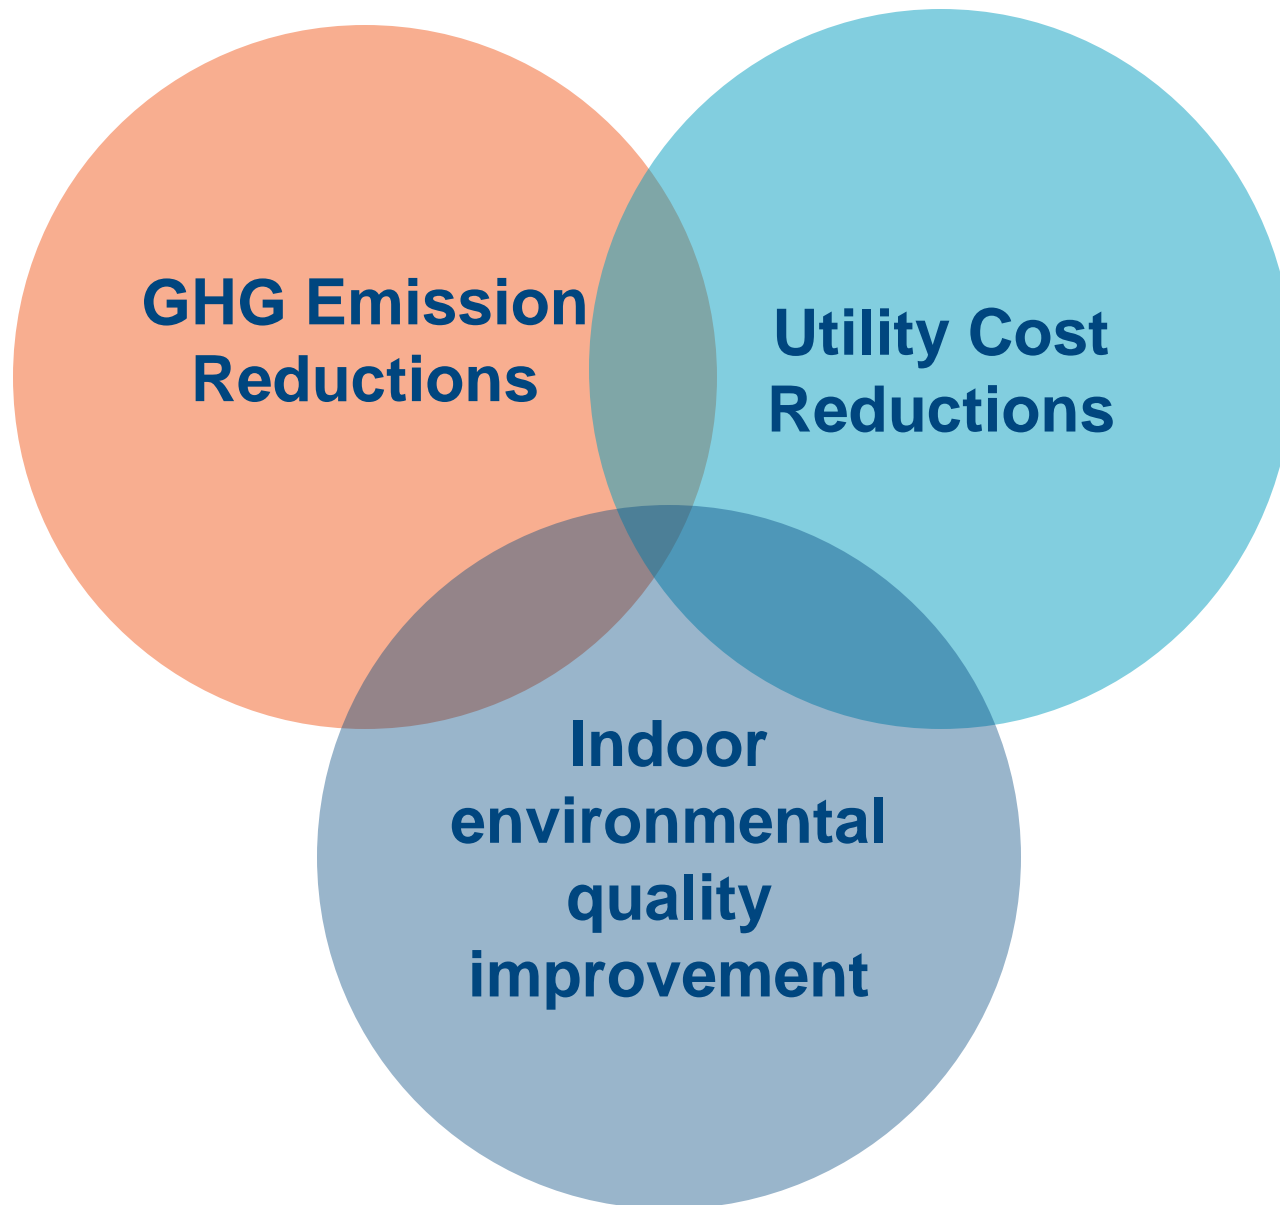 GHG Emission
Reductions
Utility Cost
Reductions
Indoor
environmental
quality
improvement